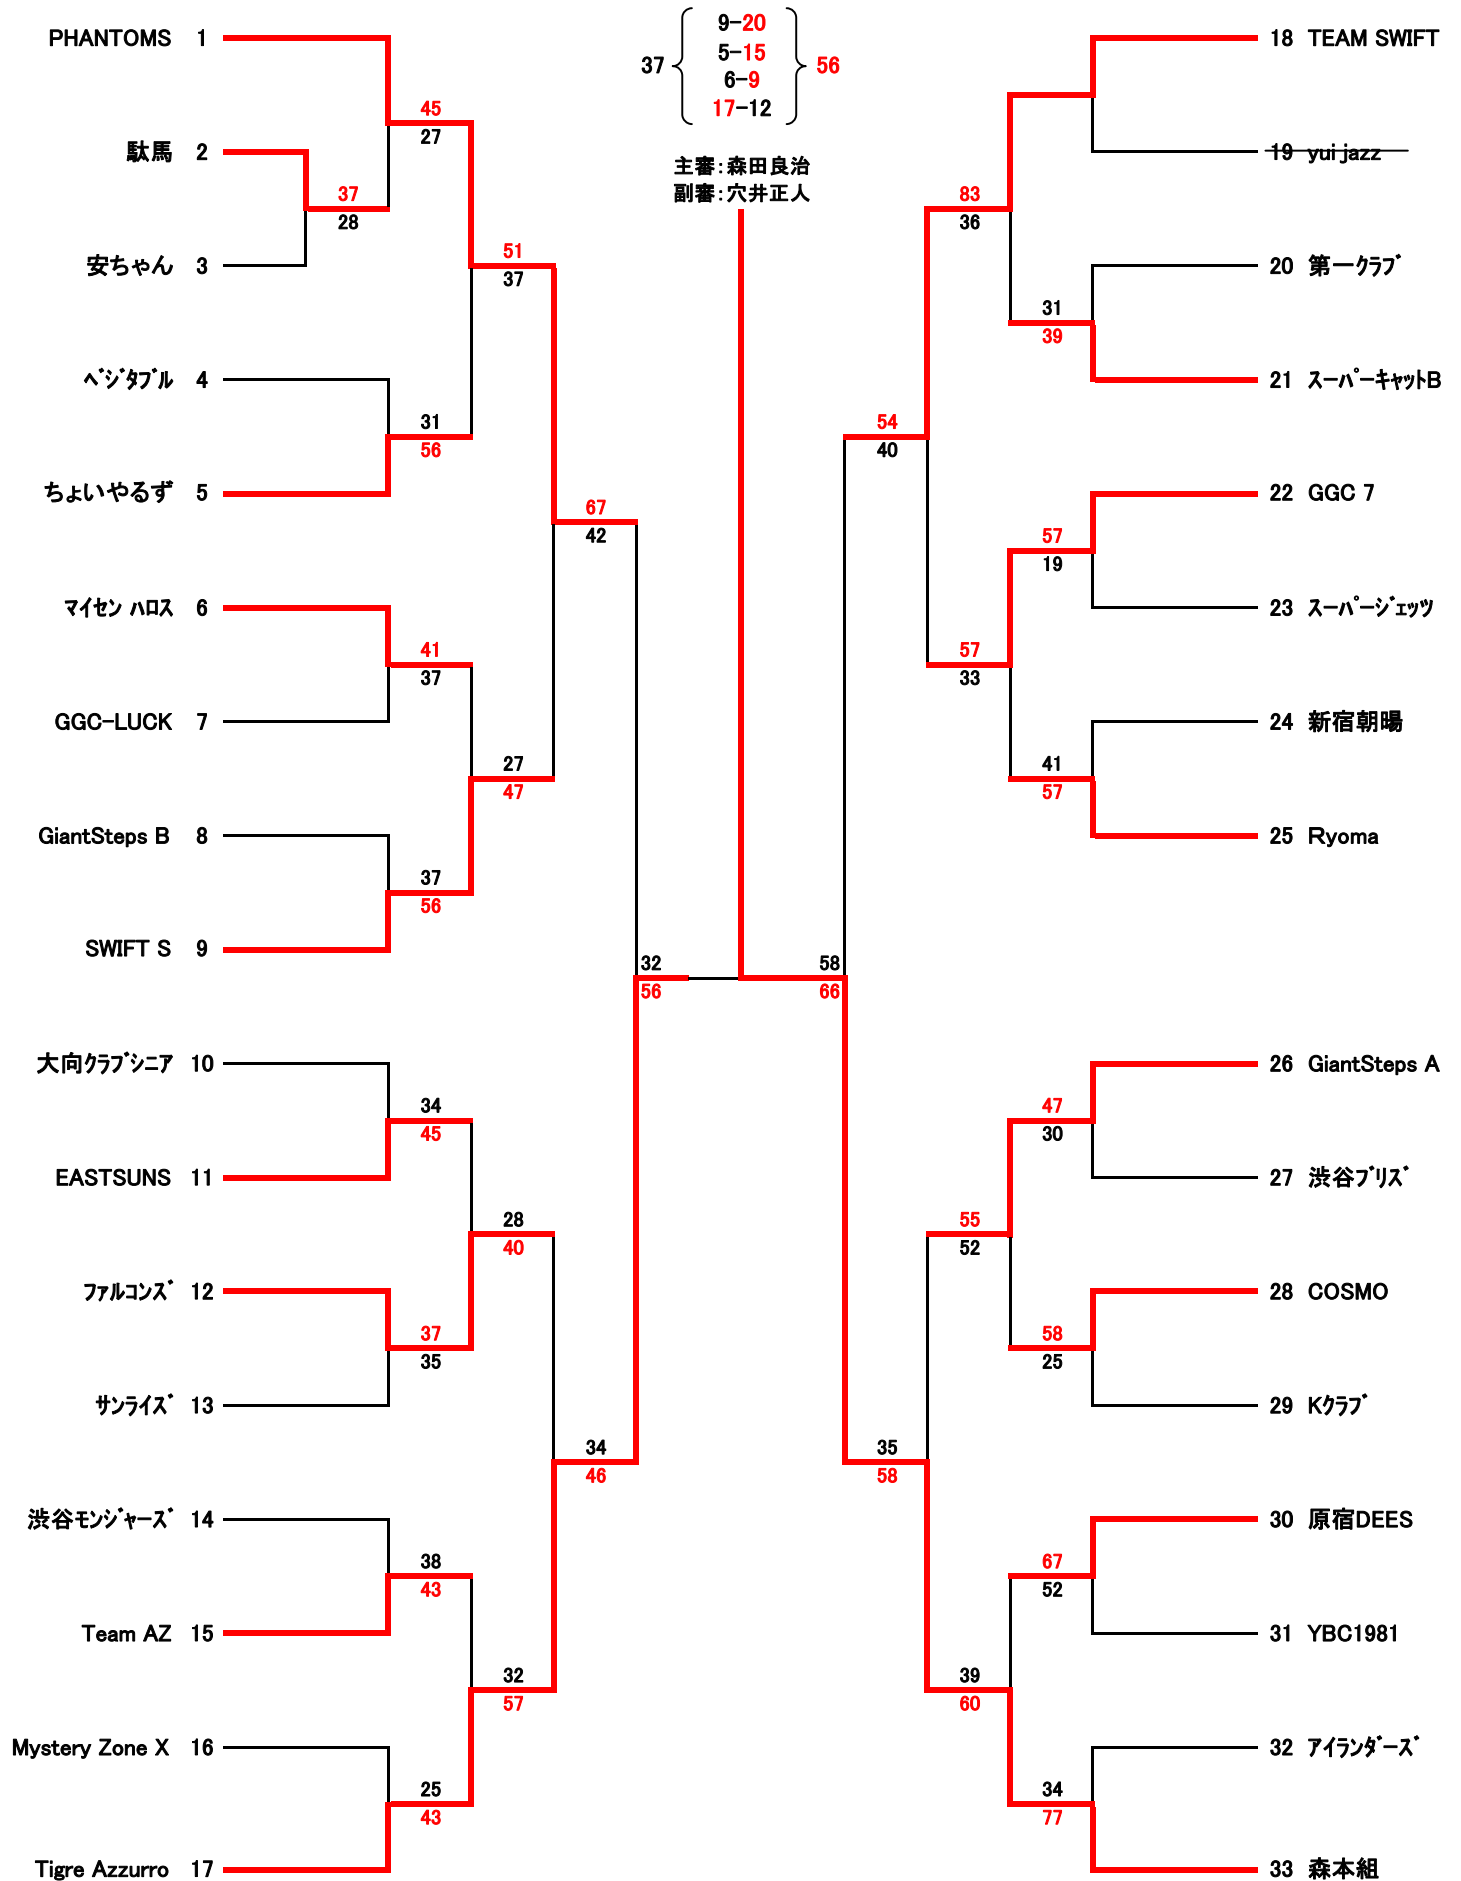 9-20
5-15
37 56
6-9
17-12
主審：森田良治
副審：穴井正人
PHANTOMS 1
45
27
駄馬 2
37
28
安ちゃん 3
51
37
ﾍﾞｼﾞﾀﾌﾞﾙ 4
31
56
ちょいやるず 5
67
42
マイセン ﾊﾛｽ 6
41
37
GGC-LUCK 7
27
47
GiantSteps B 8
37
56
SWIFT S 9
32
56
大向ｸﾗﾌﾞｼﾆｱ 10
34
45
EASTSUNS 11
28
40
ﾌｧﾙｺﾝｽﾞ 12
37
35
サンライズ 13
34
46
渋谷ﾓﾝｼﾞｬｰｽﾞ 14
38
43
Team AZ 15
32
57
Mystery Zone X 16
25
43
Tigre Azzurro 17
18 TEAM SWIFT
19 yui jazz
83
36
20 第一ｸﾗﾌﾞ
31
39
21 ｽｰﾊﾟｰｷｬｯﾄB
54
40
22 GGC 7
57
19
23 ｽｰﾊﾟｰｼﾞｪｯﾂ
57
33
24 新宿朝暘
41
57
25 Ryoma
58
66
26 GiantSteps A
47
30
27 渋谷ﾌﾞﾘｽﾞ
55
52
28 COSMO
58
25
29 Kｸﾗﾌﾞ
35
58
30 原宿DEES
67
52
31 YBC1981
39
60
32 ｱｲﾗﾝﾀﾞｰｽﾞ
34
77
33 森本組